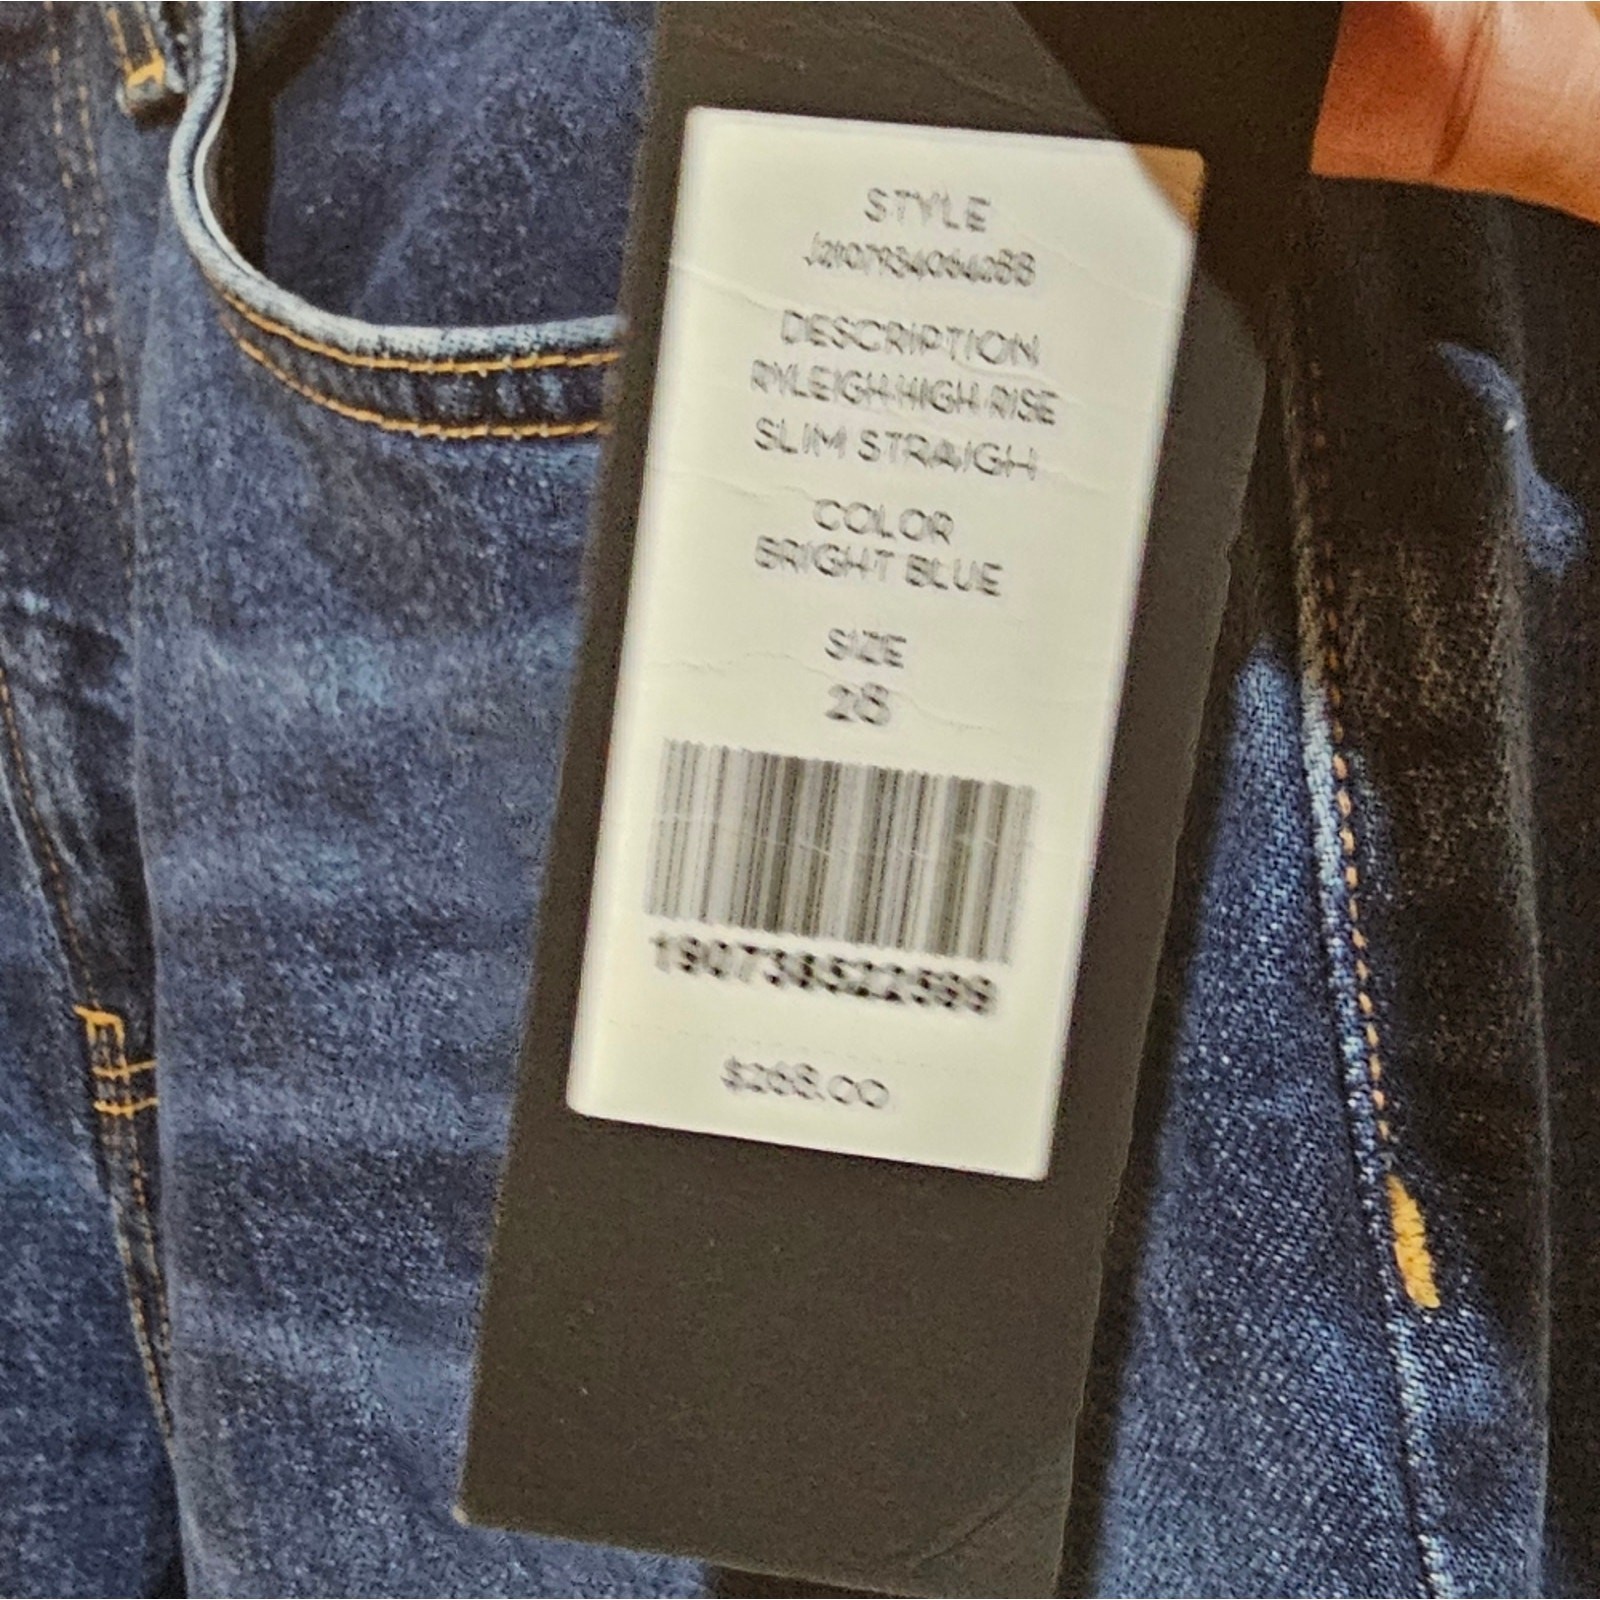 STYLE
DESCRIPTION
RYLEIGH HIGH RISE
SLIM STRAIGH
COLOR
BRIGHT BLUE
SIZE
28
$268.00